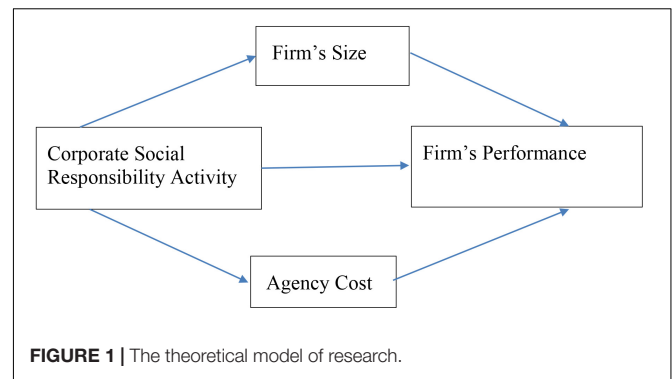 Firm's Size
Corporate Social
Responsibility Activity
Firm's Performance
Agency Cost
FIGURE 1 | The theoretical model of research.